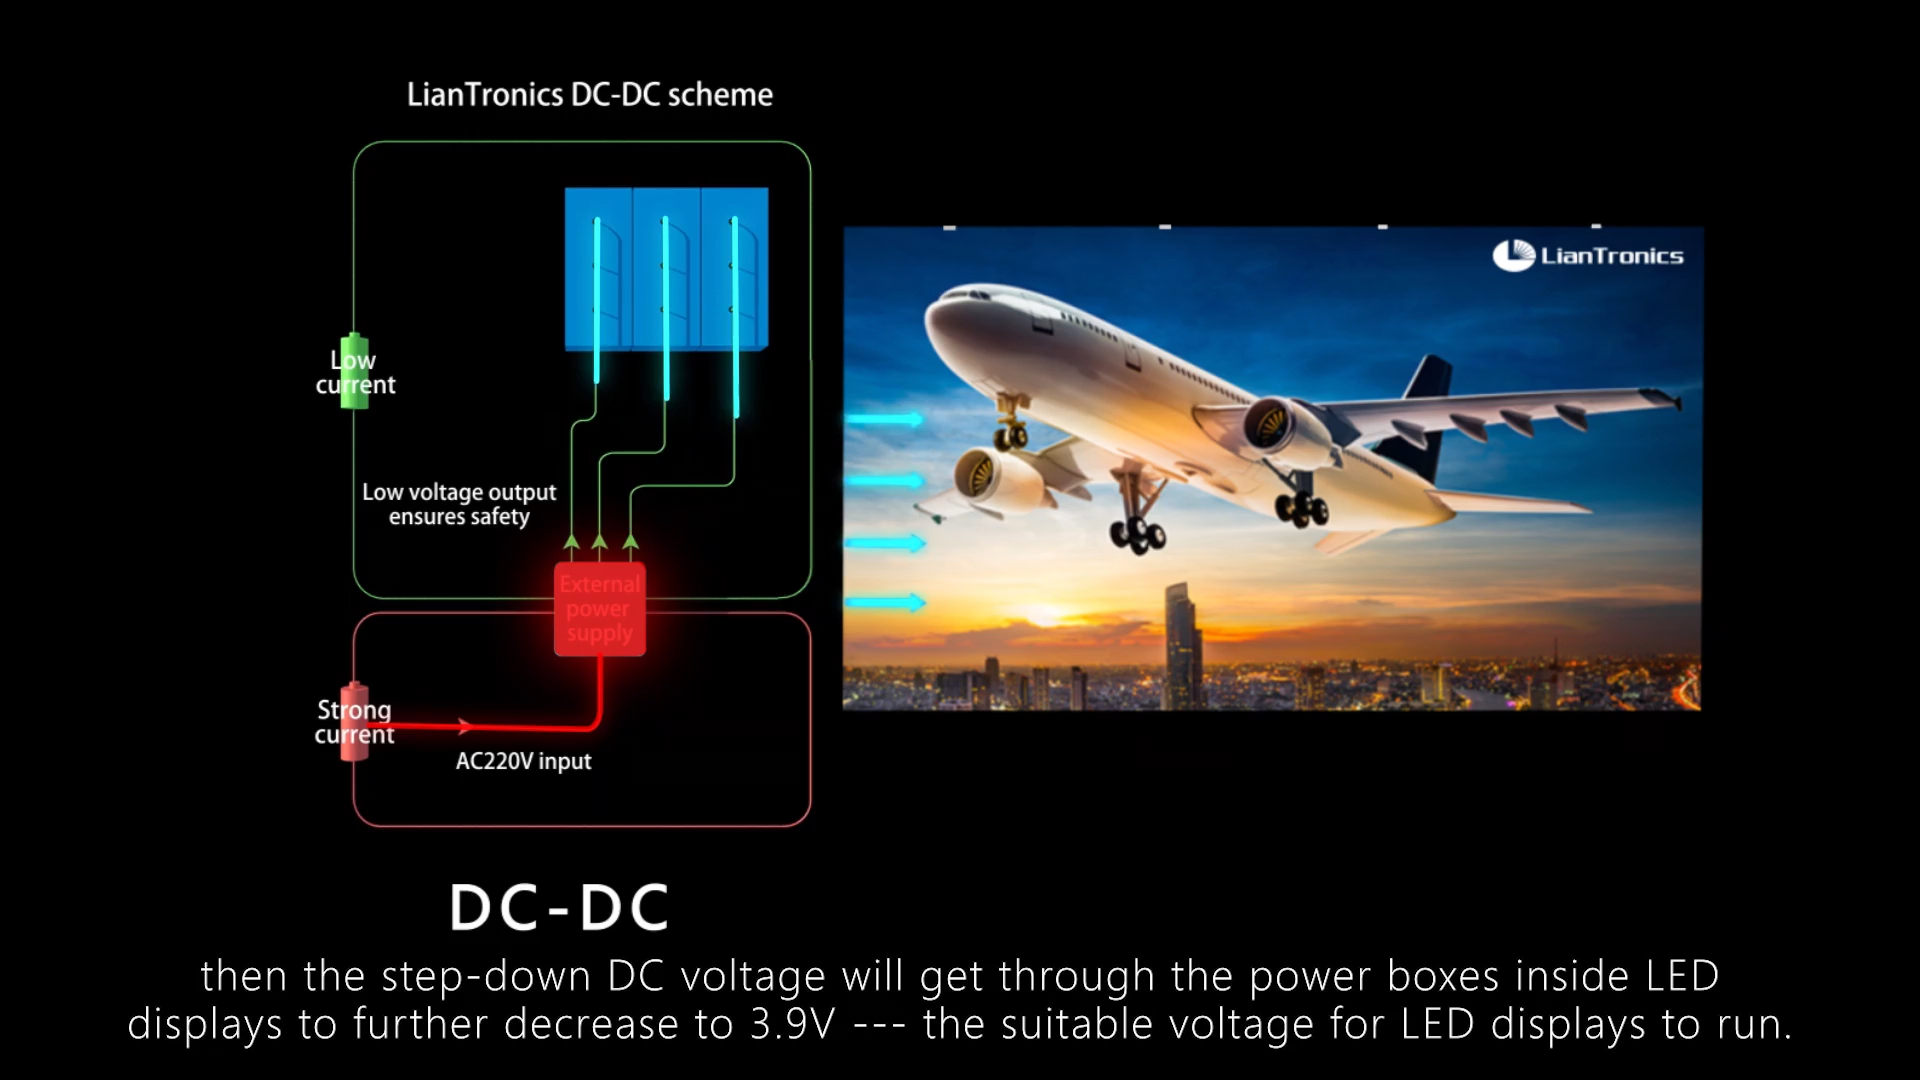 LianTronics DC-DC scheme
LianTronics
Low
current
Low voltage output
ensures safety
External
power
supply
Strong
current
AC220V input
DC-DC
then the step-down DC voltage will get through the power boxes inside LED
displays to further decrease to 3.9V --- the suitable voltage for LED displays to run.